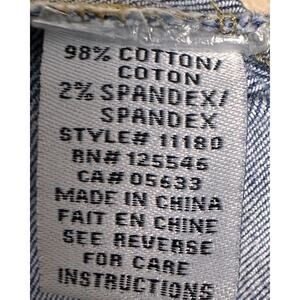 98% COTTON/
COTON
2% SPANDEX/
SPANDEX
STYLE# 1118D
RN# 125546
CA# 05633
MADE IN CHINA
FAIT EN CHINE
SEE REVERSE
FOR CARE
INSTRUCTIONS